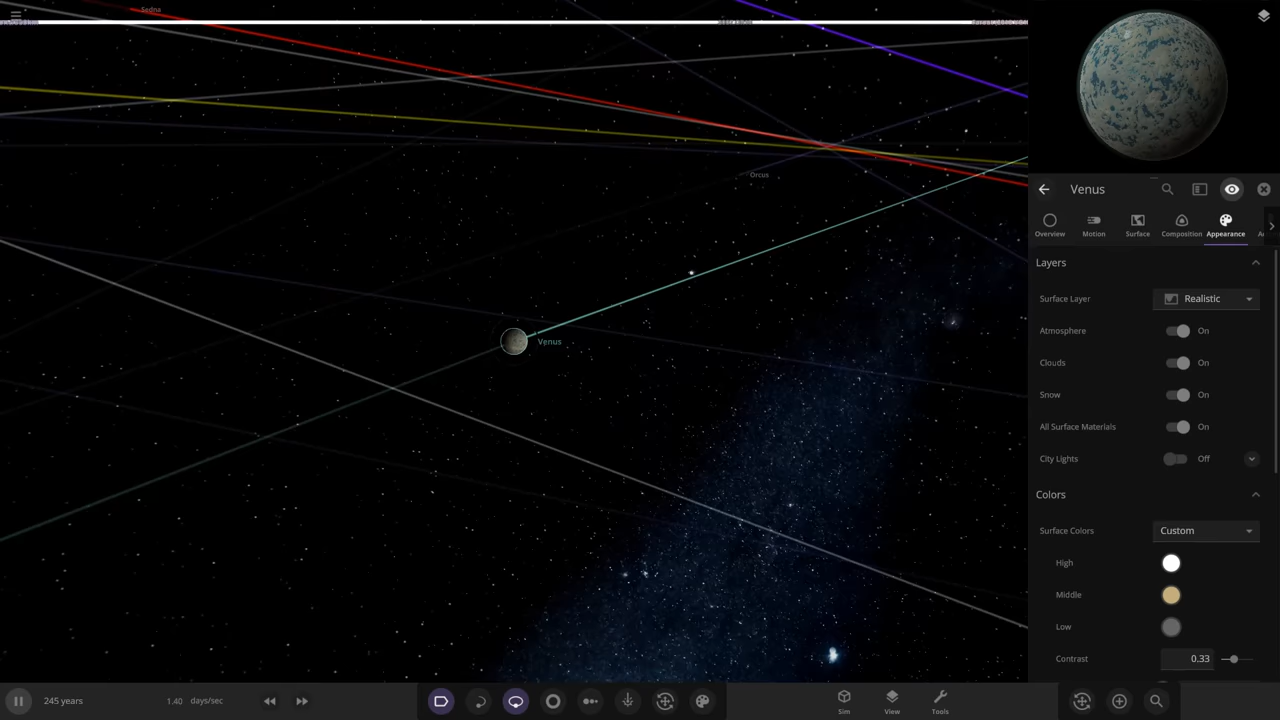 Sedna
Orcus
Venus
Venus
Overview
Motion
Surface
Composition
Appearance
Layers
Surface Layer
Realistic
Atmosphere
On
Clouds
On
Snow
On
All Surface Materials
On
City Lights
Off
Colors
Surface Colors
Custom
High
Middle
Low
Contrast
0.33
245 years
1.40 days/sec
Sim
View
Tools